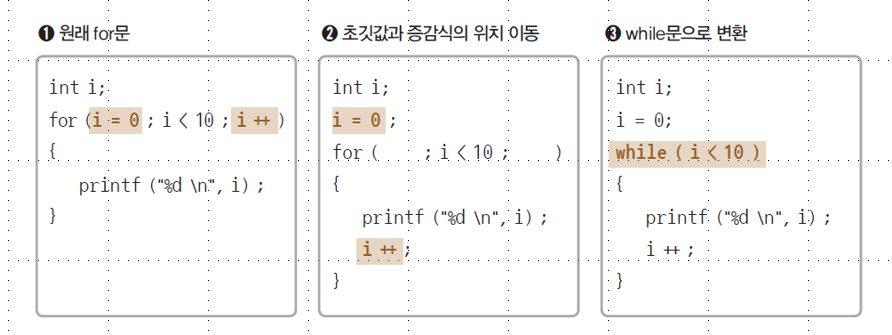 ❶ 원래 for문
int i;
for (i = 0 ; i < 10 ; i ++ )
{
printf ("%d \n", i) ;
}
❷ 초깃값과 증감식의 위치 이동
int i;
i = 0 ;
for ( ; i < 10 ; )
{
printf ("%d \n", i) ;
i ++ ;
}
❸ while문으로 변환
int i;
i = 0;
while ( i < 10 )
{
printf ("%d \n", i) ;
i ++ ;
}